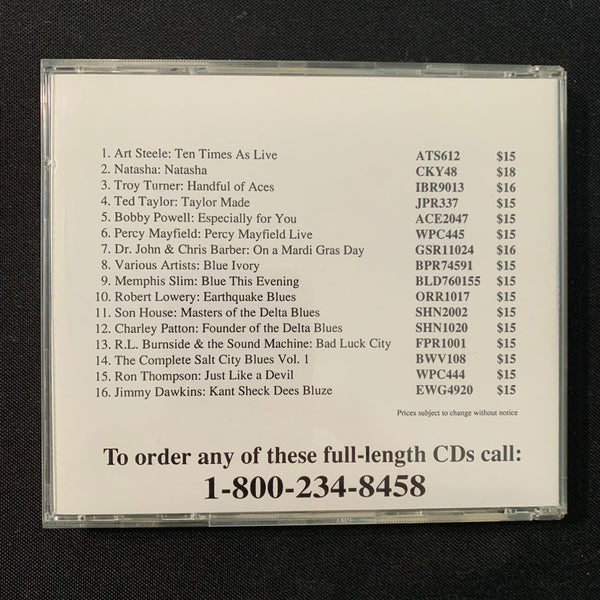 1. Art Steele: Ten Times As Live ATS612 $15
2. Natasha: Natasha CKY48 $18
3. Troy Turner: Handful of Aces IBR9013 $16
4. Ted Taylor: Taylor Made JPR337 $15
5. Bobby Powell: Especially for You ACE2047 $15
6. Percy Mayfield: Percy Mayfield Live WPC445 $15
7. Dr. John & Chris Barber: On a Mardi Gras Day GSR11024 $16
8. Various Artists: Blue Ivory BPR74591 $15
9. Memphis Slim: Blue This Evening BLD760155 $15
10. Robert Lowery: Earthquake Blues ORR1017 $15
11. Son House: Masters of the Delta Blues SHN2002 $15
12. Charley Patton: Founder of the Delta Blues SHN1020 $15
13. R.L. Burnside & the Sound Machine: Bad Luck City FPR1001 $15
14. The Complete Salt City Blues Vol. 1 BWV108 $15
15. Ron Thompson: Just Like a Devil WPC444 $15
16. Jimmy Dawkins: Kant Sheck Dees Bluze EWG4920 $15
Prices subject to change without notice
To order any of these full-length CDs call:
1-800-234-8458